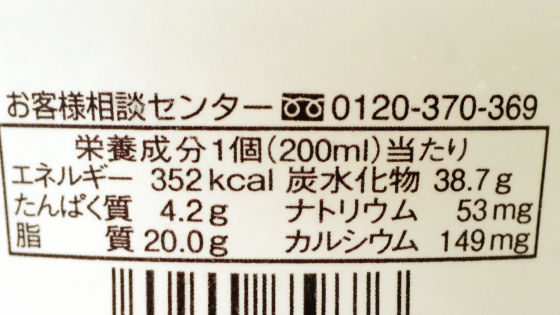 お客様相談センター 0120-370-369
栄養成分1個(200ml)当たり
エネルギー 352kcal 炭水化物 38.7g
たんぱく質 4.2g ナトリウム 53mg
脂質 20.0g カルシウム 149mg